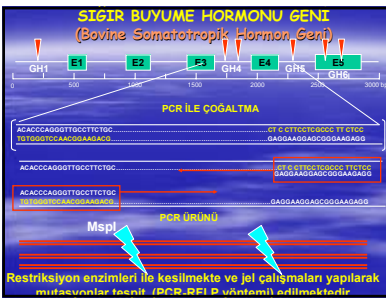 SIĞIR BUYUME HORMONU GENI
(Bovine Somatotropik Hormon Geni)
E1 E2 E3 E4 E5
GH1 GH4 GH5 GH6
0 500 1000 1500 2000 2500 3000 bp
PCR İLE ÇOĞALTMA
ACACCCAGGGTTGCCTTCTGC CT C CTTCCTCGCCC TT CTCC
TGTGGGTCCAACGGAAGACG GAGGAAGGAGCGGGAAGAGG
ACACCCAGGGTTGCCTTCTGC CT C CTTCCTCGCCC TTCTCC
GAGGAAGGAGCGGGAAGAGG
ACACCCAGGGTTGCCTTCTGC
TGTGGGTCCAACGGAAGACG GAGGAAGGAGCGGGAAGAGG
PCR ÜRÜNÜ
MspI
Restriksiyon enzimleri ile kesilmekte ve jel çalışmaları yapılarak
mutasyonlar tespit (PCR-RFLP yöntemi) edilmektedir